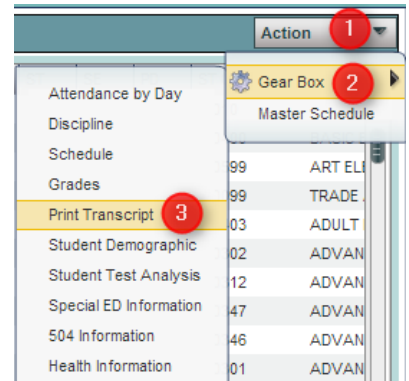 Action 1
Gear Box 2
Master Schedule
Attendance by Day
Discipline
Schedule
Grades
Print Transcript 3
Student Demographic
Student Test Analysis
Special ED Information
504 Information
Health Information
99 ART ELE
99 TRADE
03 ADULT
02 ADVAN
12 ADVAN
47 ADVAN
46 ADVAN
01 ADVAN